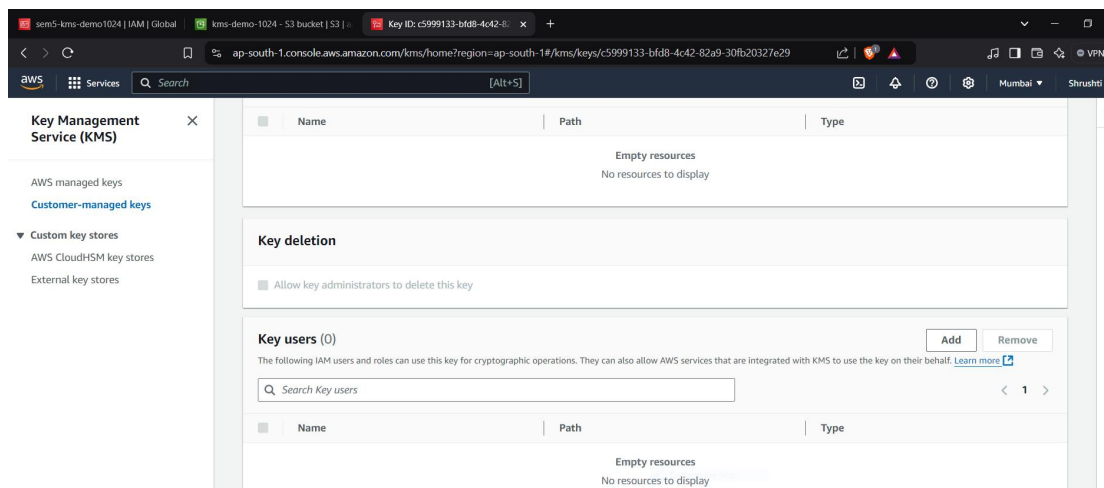 sem5-kms-demo1024 | IAM | Global
kms-demo-1024 - S3 bucket | S3 | a
Key ID: c5999133-bfd8-4c42-82
ap-south-1.console.aws.amazon.com/kms/home?region=ap-south-1#/kms/keys/c5999133-bfd8-4c42-82a9-30fb20327e29
VPN
aws
Services
Search
[Alt+S]
Mumbai
Shrushti
Key Management
Service (KMS)
AWS managed keys
Customer-managed keys
Custom key stores
AWS CloudHSM key stores
External key stores
Name Path Type
Empty resources
No resources to display
Key deletion
Allow key administrators to delete this key
Key users (0)
Add Remove
The following IAM users and roles can use this key for cryptographic operations. They can also allow AWS services that are integrated with KMS to use the key on their behalf. Learn more
Search Key users
1
Name Path Type
Empty resources
No resources to display